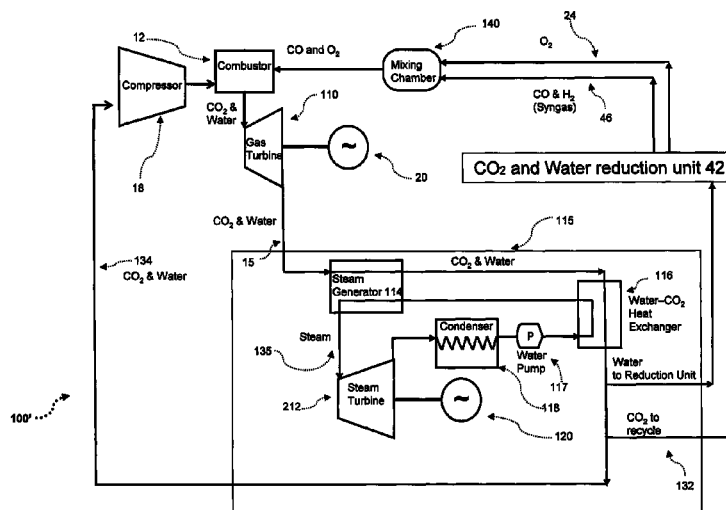 12
CO and O2
140
24
O2
Compressor
Combustor
Mixing
Chamber
CO & H2
(Syngas)
46
CO2 &
Water
110
Gas
Turbine
~
18
20
CO2 and Water reduction unit 42
CO2 & Water
115
134
CO2 & Water
15
CO2 & Water
Steam
Generator 114
116
Water–CO2
Heat
Exchanger
Condenser
P
Water
Pump
Steam
135
117
Water
to Reduction Unit
Steam
Turbine
~
118
212
120
100'
CO2 to
recycle
132